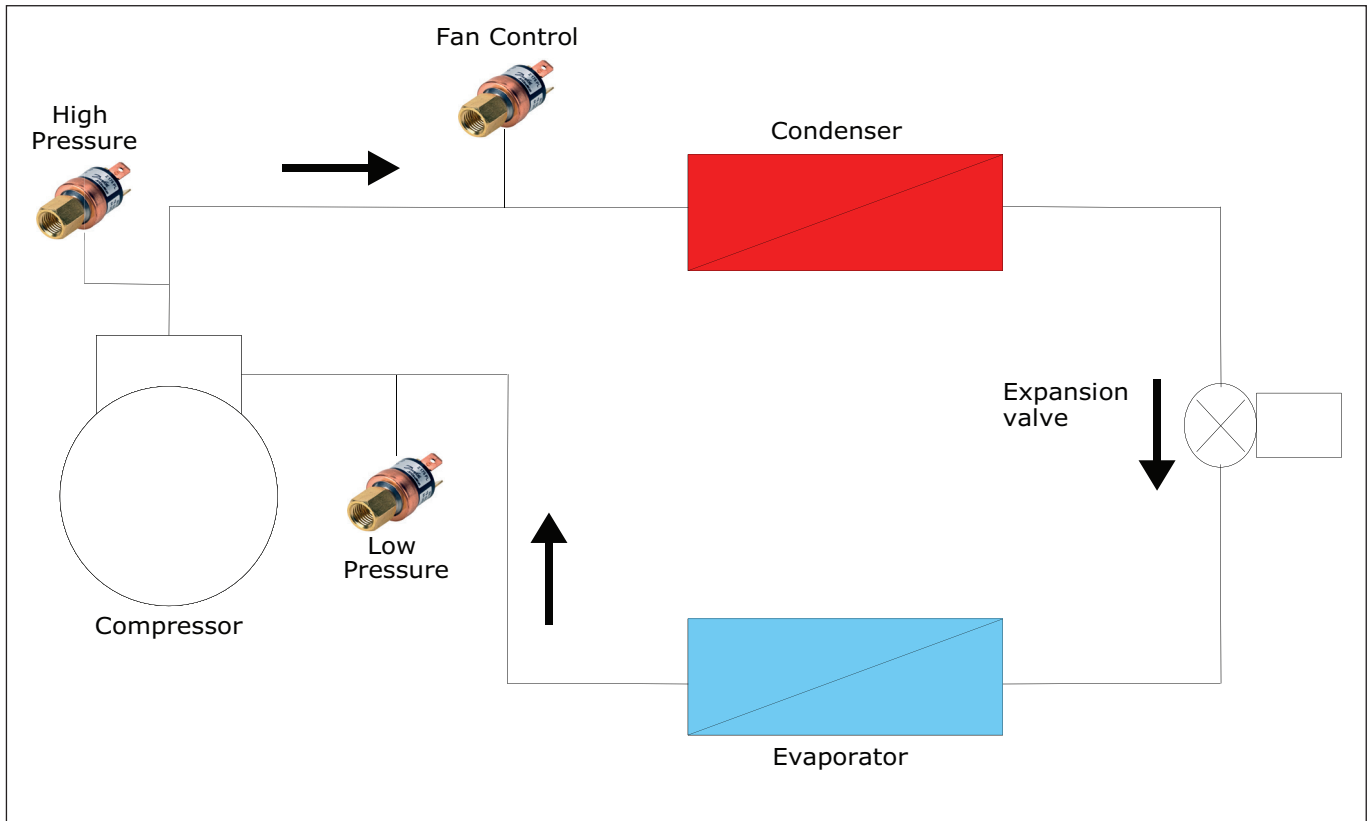 Fan Control
High
Pressure
Condenser
Expansion
valve
Low
Pressure
Compressor
Evaporator